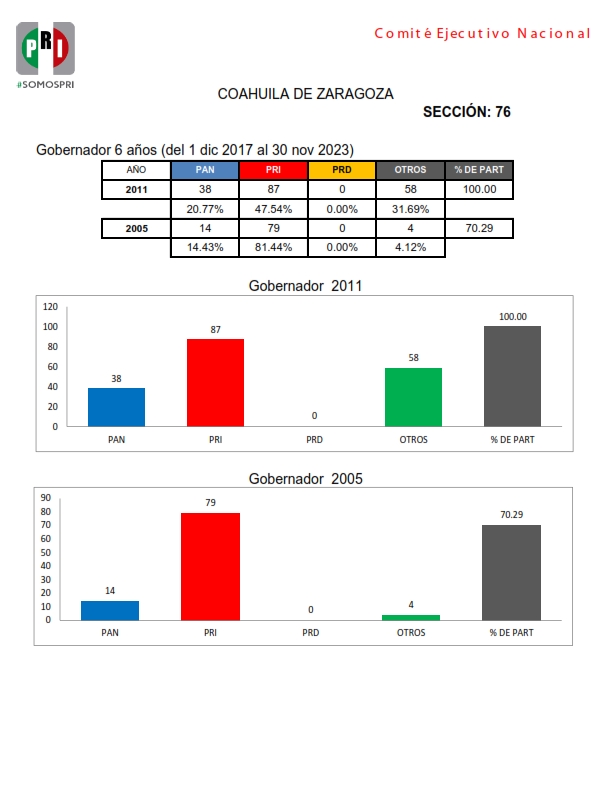 PRI
#SOMOSPRI
Comité Ejecutivo Nacional
COAHUILA DE ZARAGOZA
SECCIÓN: 76
Gobernador 6 años (del 1 dic 2017 al 30 nov 2023)
AÑO PAN PRI PRD OTROS % DE PART
2011 38 87 0 58 100.00
20.77% 47.54% 0.00% 31.69%
2005 14 79 0 4 70.29
14.43% 81.44% 0.00% 4.12%
Gobernador 2011
120
100
80
60
40
20
0
38
87
0
58
100.00
PAN PRI PRD OTROS % DE PART
Gobernador 2005
90
80
70
60
50
40
30
20
10
0
14
79
0
4
70.29
PAN PRI PRD OTROS % DE PART